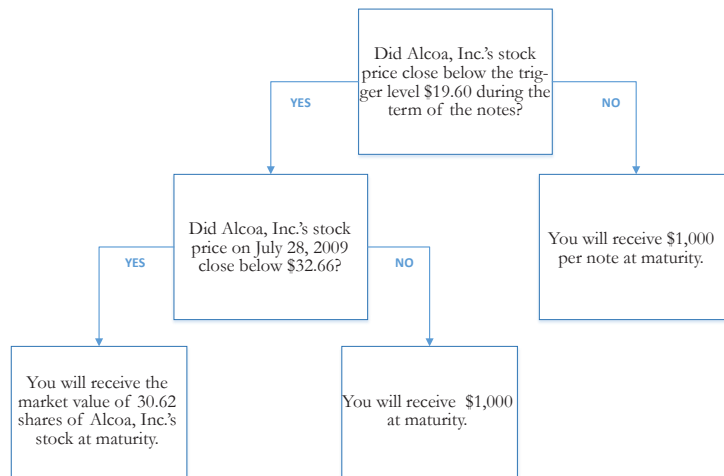 Did Alcoa, Inc.'s stock
price close below the trig-
ger level $19.60 during the
term of the notes?
YES
NO
Did Alcoa, Inc.'s stock
price on July 28, 2009
close below $32.66?
You will receive $1,000
per note at maturity.
YES
NO
You will receive the
market value of 30.62
shares of Alcoa, Inc.'s
stock at maturity.
You will receive $1,000
at maturity.